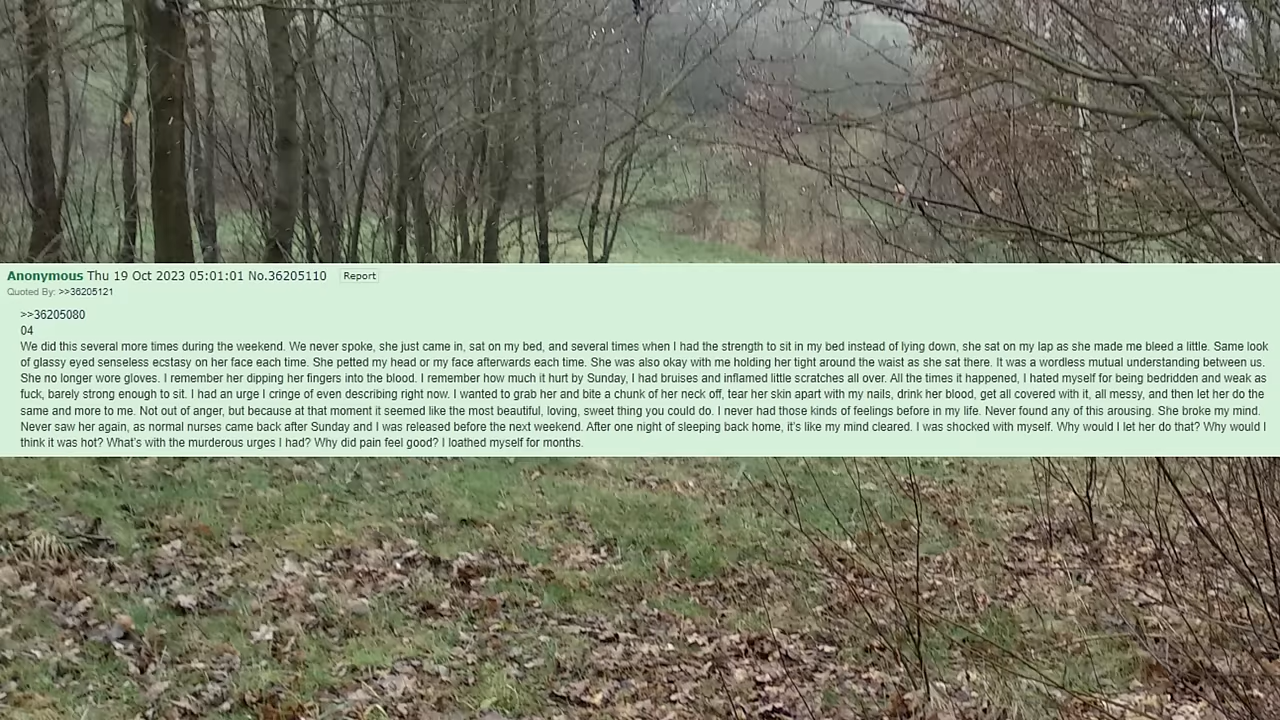 Anonymous Thu 19 Oct 2023 05:01:01 No.36205110 Report
Quoted By: >>36205121
>>36205080
04
We did this several more times during the weekend. We never spoke, she just came in, sat on my bed, and several times when I had the strength to sit in my bed instead of lying down, she sat on my lap as she made me bleed a little. Same look
of glassy eyed senseless ecstasy on her face each time. She petted my head or my face afterwards each time. She was also okay with me holding her tight around the waist as she sat there. It was a wordless mutual understanding between us.
She no longer wore gloves. I remember her dipping her fingers into the blood. I remember how much it hurt by Sunday, I had bruises and inflamed little scratches all over. All the times it happened, I hated myself for being bedridden and weak as
fuck, barely strong enough to sit. I had an urge I cringe of even describing right now. I wanted to grab her and bite a chunk of her neck off, tear her skin apart with my nails, drink her blood, get all covered with it, all messy, and then let her do the
same and more to me. Not out of anger, but because at that moment it seemed like the most beautiful, loving, sweet thing you could do. I never had those kinds of feelings before in my life. Never found any of this arousing. She broke my mind.
Never saw her again, as normal nurses came back after Sunday and I was released before the next weekend. After one night of sleeping back home, it's like my mind cleared. I was shocked with myself. Why would I let her do that? Why would I
think it was hot? What's with the murderous urges I had? Why did pain feel good? I loathed myself for months.